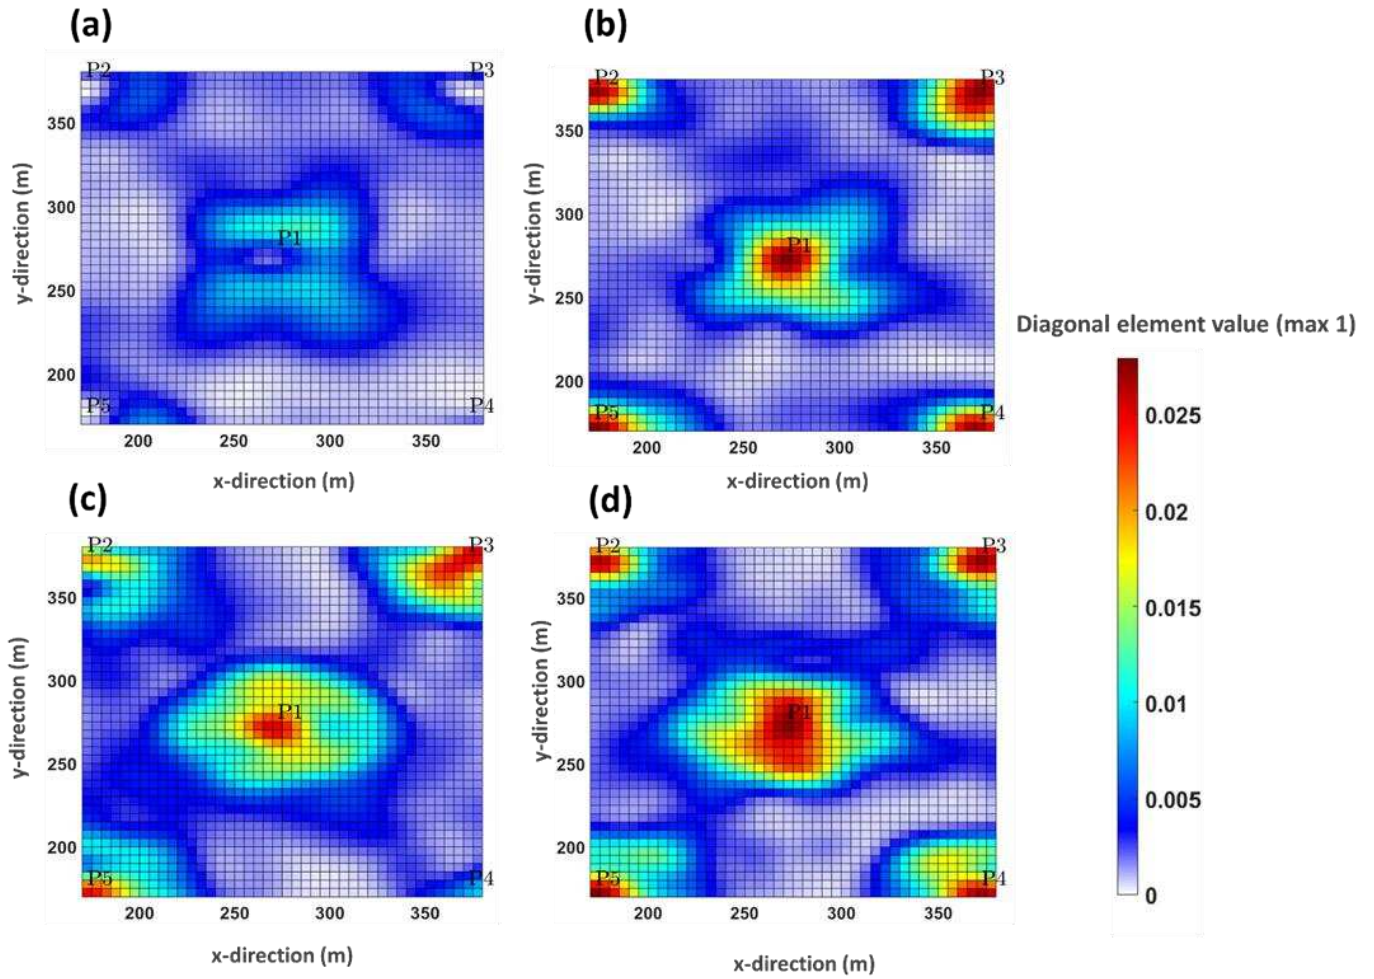 (a)
(b)
P2
P3
P2
P3
350
350
300
300
P1
P1
y-direction (m)
y-direction (m)
250
250
Diagonal element value (max 1)
200
200
P5
P4
P5
P4
200
250
300
350
200
250
300
350
x-direction (m)
x-direction (m)
0.025
0.02
0.015
0.01
0.005
0
(c)
(d)
P2
P3
P2
P3
350
350
300
300
P1
P1
y-direction (m)
y-direction (m)
250
250
200
200
P5
P4
P5
P4
200
250
300
350
200
250
300
350
x-direction (m)
x-direction (m)